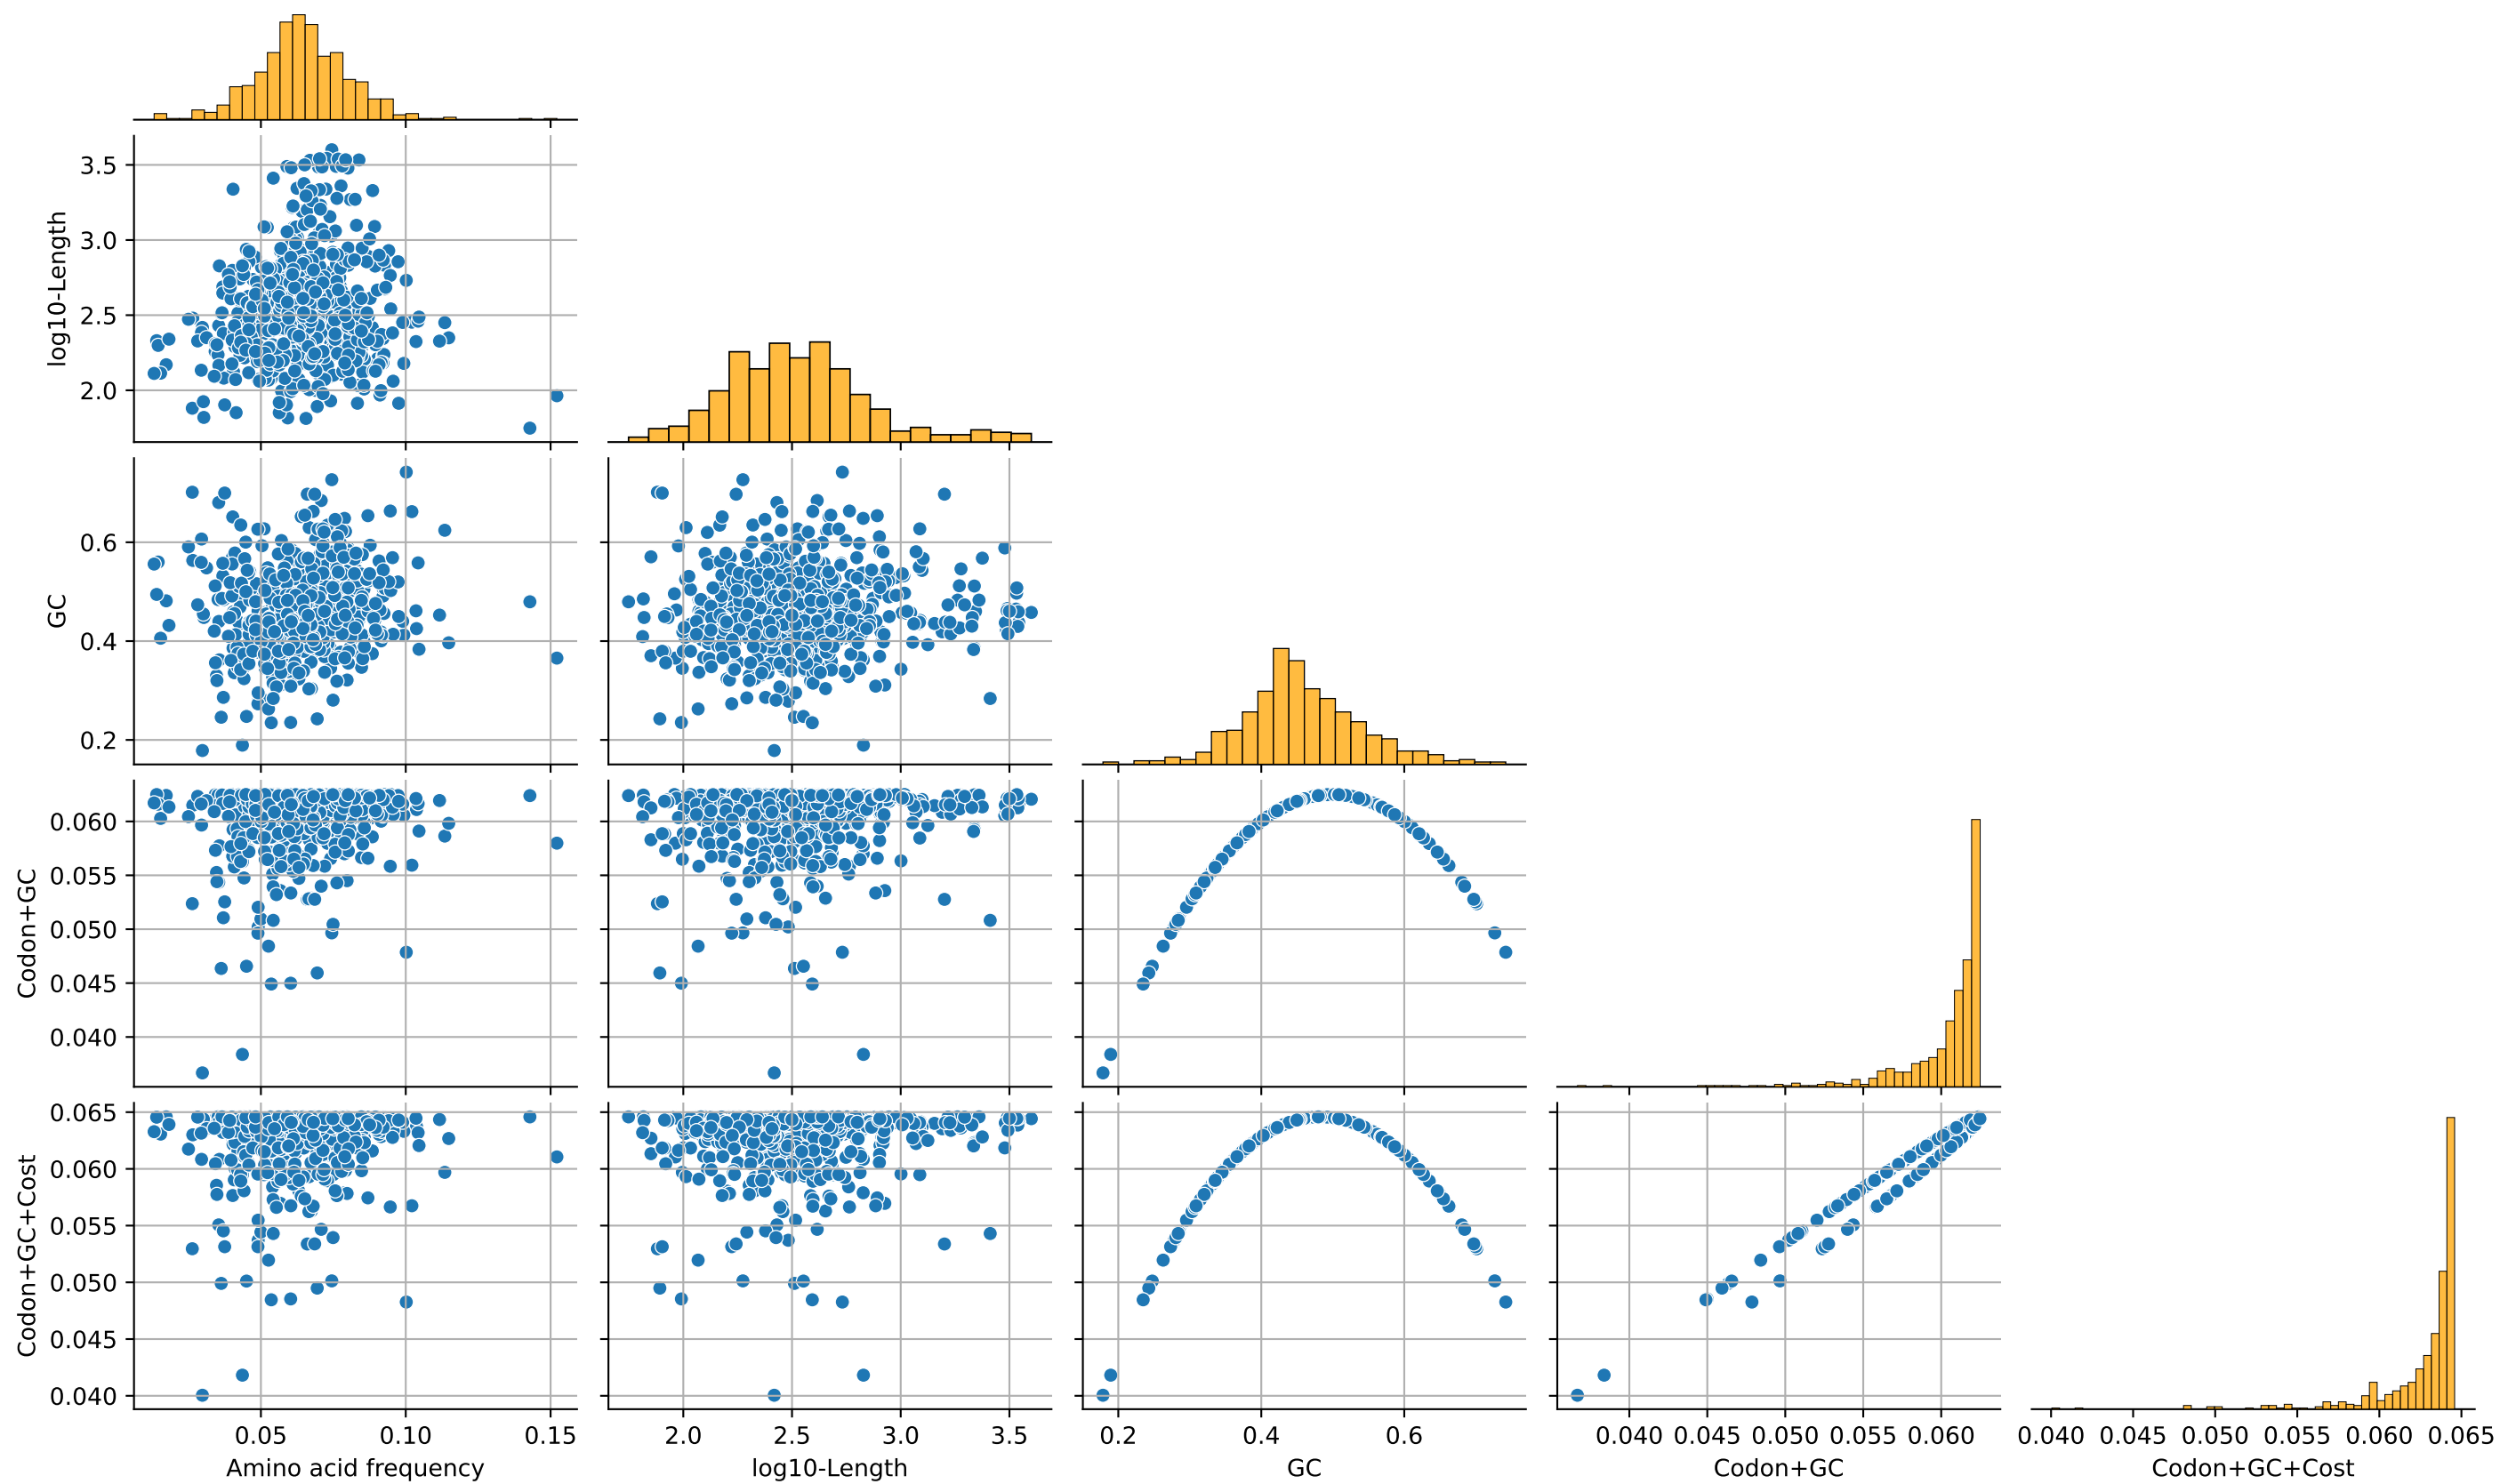 3.5
3.0
2.5
2.0
log10-Length
0.6
0.4
0.2
GC
0.060
0.055
0.050
0.045
0.040
Codon+GC
0.065
0.060
0.055
0.050
0.045
0.040
Codon+GC+Cost
0.05 0.10 0.15
Amino acid frequency
2.0 2.5 3.0 3.5
log10-Length
0.2 0.4 0.6
GC
0.040 0.045 0.050 0.055 0.060
Codon+GC
0.040 0.045 0.050 0.055 0.060 0.065
Codon+GC+Cost